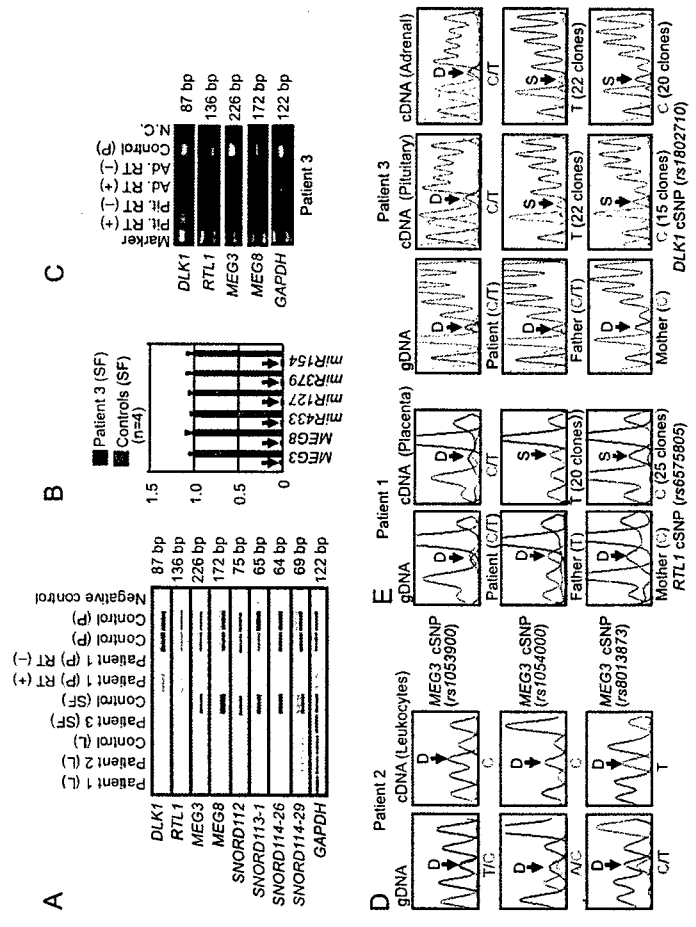 A
Patient 1 (L)
Patient 2 (L)
Control (L)
Patient 3 (SF)
Control (SF)
Patient 1 (P) RT (+)
Patient 1 (P) RT (−)
Control (P)
Control (P)
Negative control
DLK1 87 bp
RTL1 136 bp
MEG3 226 bp
MEG8 172 bp
SNORD112 75 bp
SNORD113-1 65 bp
SNORD114-26 64 bp
SNORD114-29 69 bp
GAPDH 122 bp
B
Patient 3 (SF)
Controls (SF)
(n=4)
1.5
1.0
0.5
0
MEG3
MEG8
miR433
miR127
miR379
miR154
C
Marker
Pit. RT (+)
Pit. RT (−)
Ad. RT (+)
Ad. RT (−)
Control (P)
N.C.
DLK1 87 bp
RTL1 136 bp
MEG3 226 bp
MEG8 172 bp
GAPDH 122 bp
Patient 3
D
Patient 2
gDNA cDNA (Leukocytes)
D D
T/C C
MEG3 cSNP
(rs1053900)
D D
A/C C
MEG3 cSNP
(rs1054000)
D D
C/T T
MEG3 cSNP
(rs8013873)
E
Patient 1
gDNA cDNA (Placenta)
D D
Patient (C/T) C/T
D S
Father (T) T (20 clones)
D S
Mother (C) C (25 clones)
RTL1 cSNP (rs6575805)
Patient 3
gDNA cDNA (Pituitary) cDNA (Adrenal)
D D D
Patient (C/T) C/T C/T
D S S
Father (C/T) T (22 clones) T (22 clones)
D S S
Mother (C) C (15 clones) C (20 clones)
DLK1 cSNP (rs1802710)